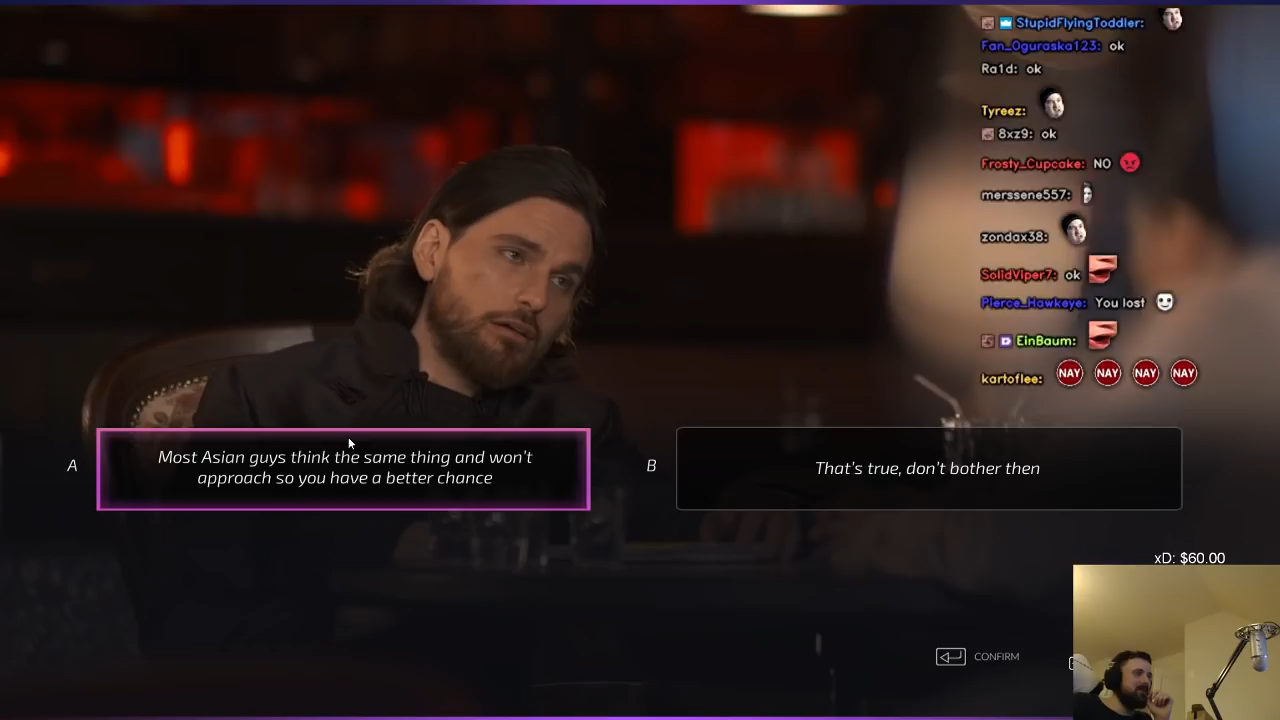 StupidFlyingToddler:
Fan_Oguraska123: ok
Ra1d: ok
Tyreez:
8xz9: ok
Frosty_Cupcake: NO
merssene557:
zondax38:
SolidViper7: ok
Pierce_Hawkeye: You lost
EinBaum:
kartoflee: NAY NAY NAY NAY
A
Most Asian guys think the same thing and won't
approach so you have a better chance
B
That's true, don't bother then
xD: $60.00
CONFIRM